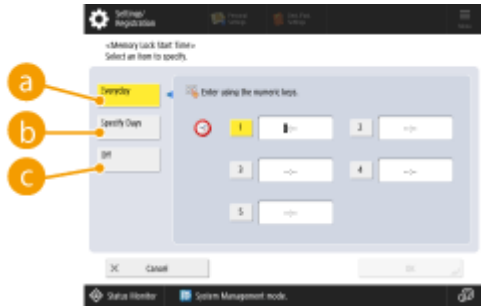 Settings/
Registration
Personal
Settings
<Memory Lock Start Time>
Select an item to specify.
a
Everyday
Enter using the numeric keys.
b
Specify Days
1
--:--
2
--:--
c
Off
3
--:--
4
--:--
5
--:--
Cancel
OK
Status Monitor
System Management mode.